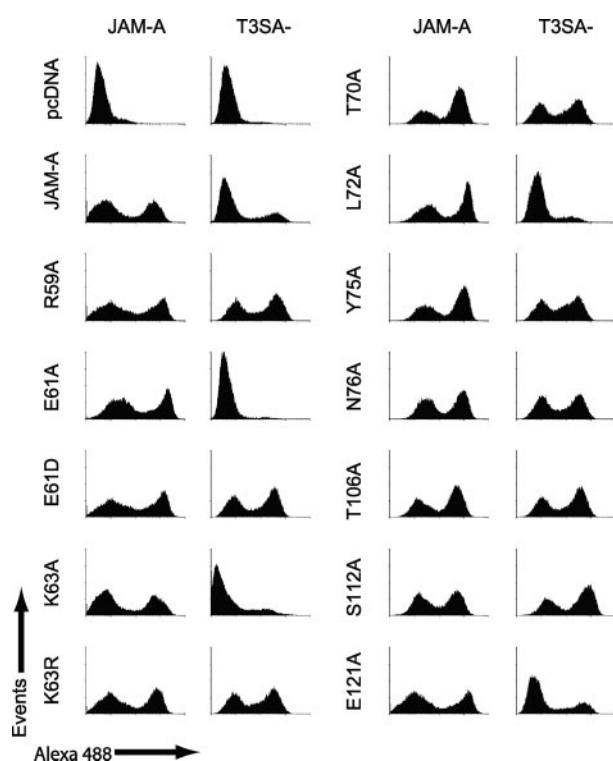 JAM-A T3SA- JAM-A T3SA-
pcDNA T70A
JAM-A L72A
R59A Y75A
E61A N76A
E61D T106A
K63A S112A
K63R E121A
Events
Alexa 488